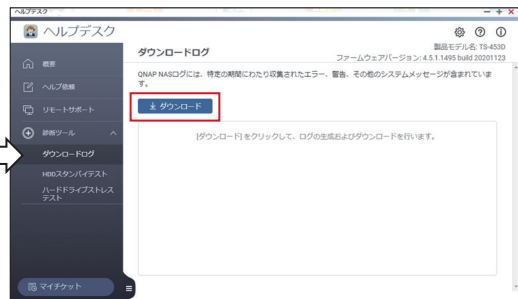 ヘルプデスク
ヘルプデスク
製品モデル名: TS-453D
ダウンロードログ
ファームウェアバージョン: 4.5.1.1495 build 20201123
概要
QNAP NASログには、特定の期間にわたり収集されたエラー、警告、その他のシステムメッセージが含まれていま
す。
ヘルプ依頼
ダウンロード
リモートサポート
診断ツール
[ダウンロード] をクリックして、ログの生成およびダウンロードを行います。
ダウンロードログ
HDDスタンバイテスト
ハードドライブストレス
テスト
マイチケット